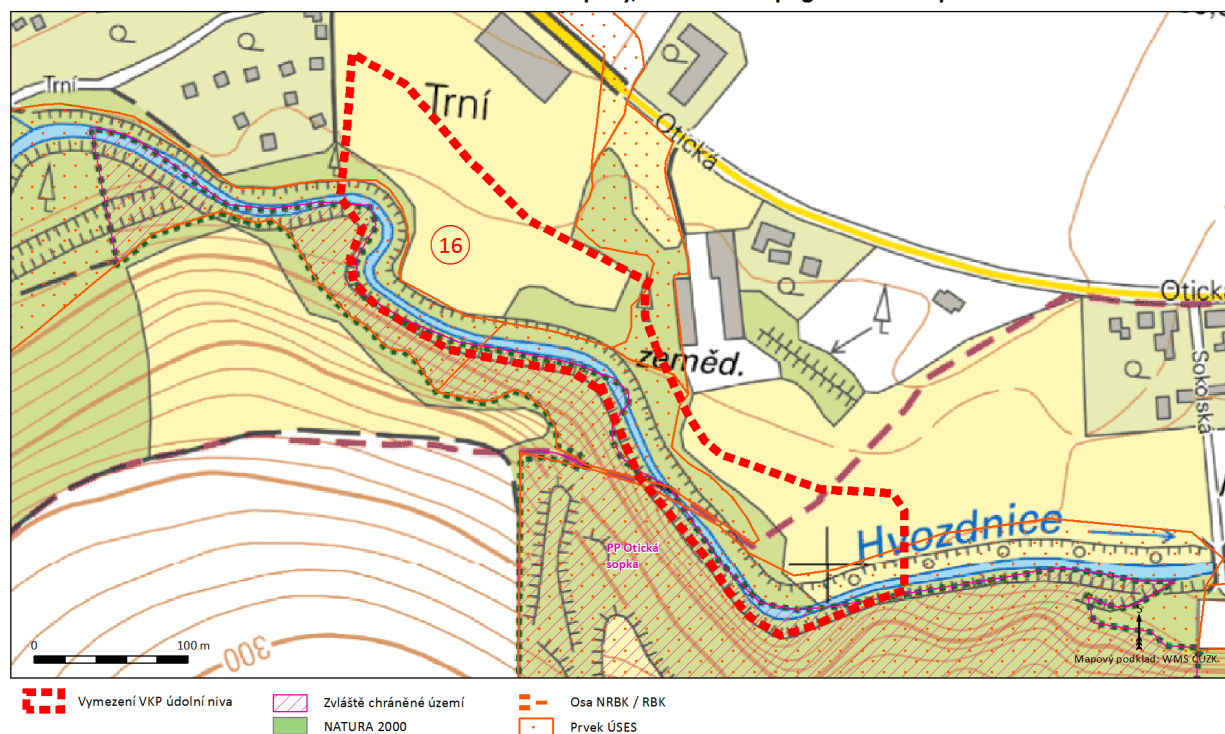 Trní
Trní
Otická
16
Otická
zeměd.
Sokolská
Hvozdnice
PP Otická
sopka
0 100 m
300
S
Mapový podklad: WMS ČÚZK.
Vymezení VKP údolní niva
Zvláště chráněné území
Osa NRBK / RBK
NATURA 2000
Prvek ÚSES